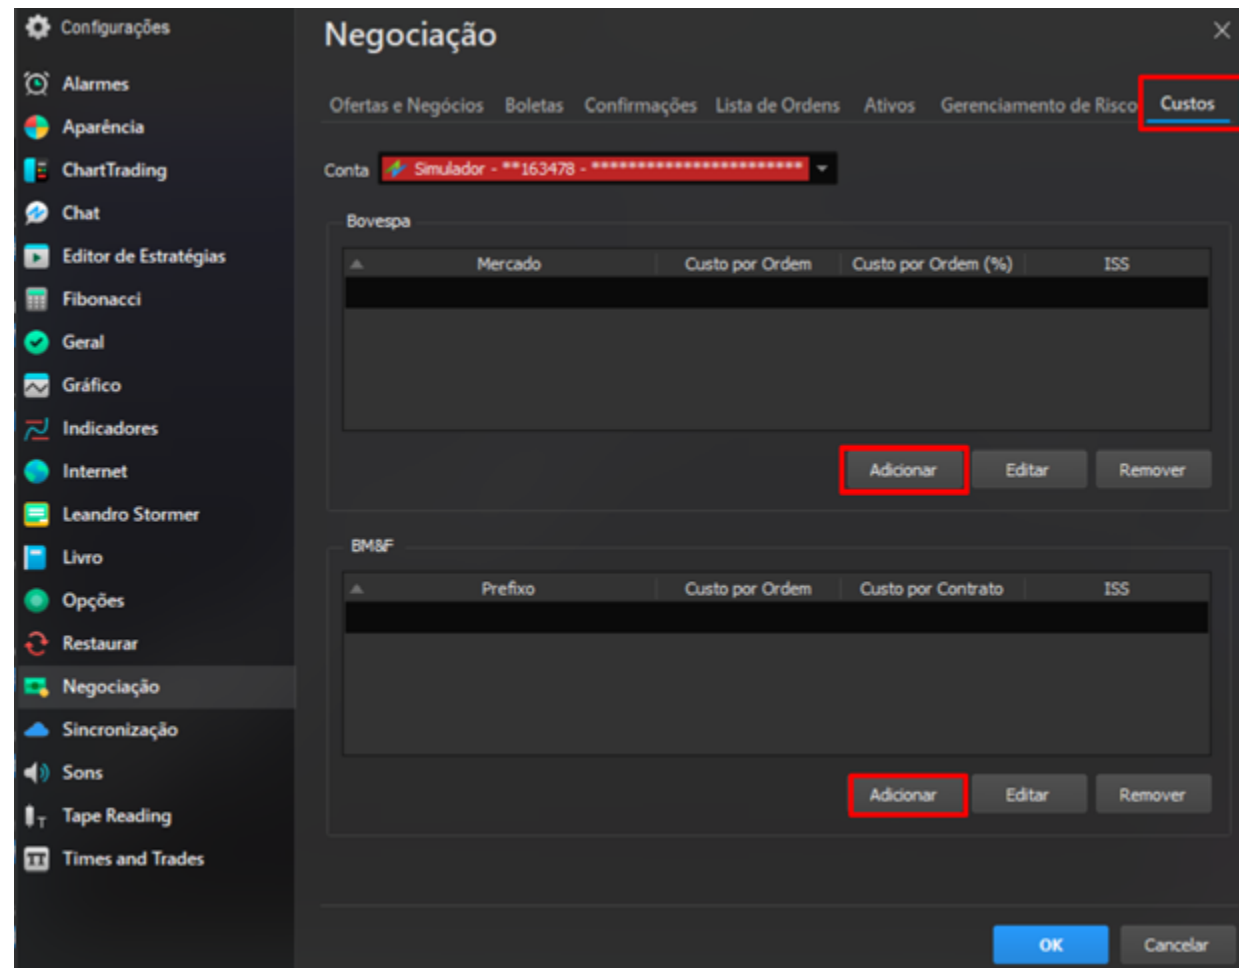 Configurações
Alarmes
Aparência
ChartTrading
Chat
Editor de Estratégias
Fibonacci
Geral
Gráfico
Indicadores
Internet
Leandro Stormer
Livro
Opções
Restaurar
Negociação
Sincronização
Sons
Tape Reading
Times and Trades
Negociação
Ofertas e Negócios Boletas Confirmações Lista de Ordens Ativos Gerenciamento de Risco Custos
Conta Simulador - **163478 - ************************
Bovespa
Mercado Custo por Ordem Custo por Ordem (%) ISS
Adicionar Editar Remover
BM&F
Prefixo Custo por Ordem Custo por Contrato ISS
Adicionar Editar Remover
OK Cancelar